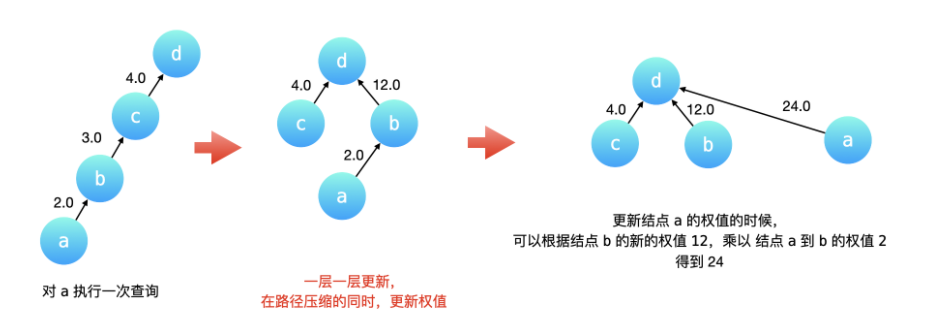 d
4.0
c
3.0
b
2.0
a
对 a 执行一次查询
d
4.0
12.0
c
b
2.0
a
一层一层更新，
在路径压缩的同时，更新权值
d
4.0
12.0
24.0
c
b
a
更新结点 a 的权值的时候，
可以根据结点 b 的新的权值 12，乘以 结点 a 到 b 的权值 2
得到 24